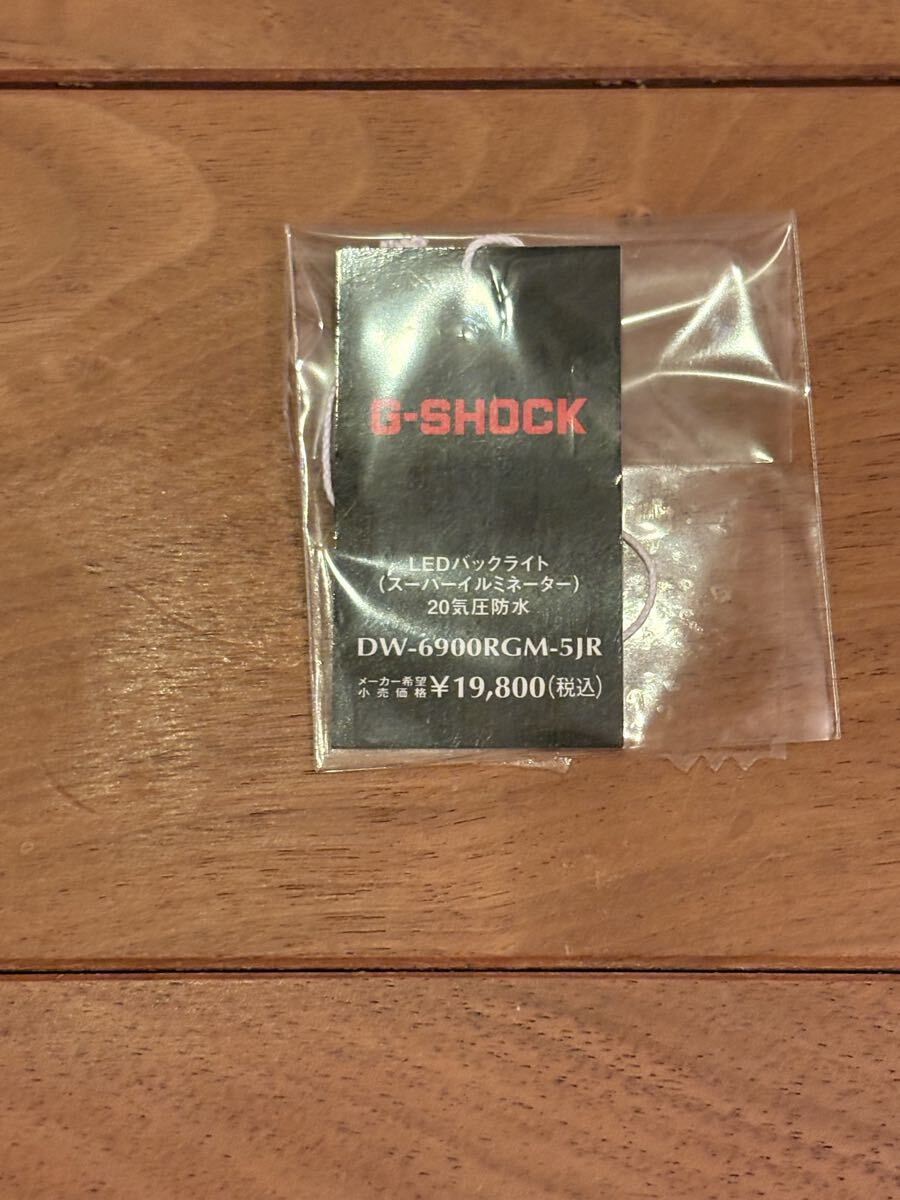 G-SHOCK
LEDバックライト
(スーパーイルミネーター)
20気圧防水
DW-6900RGM-5JR
メーカー希望
小売価格 ¥19,800(税込)